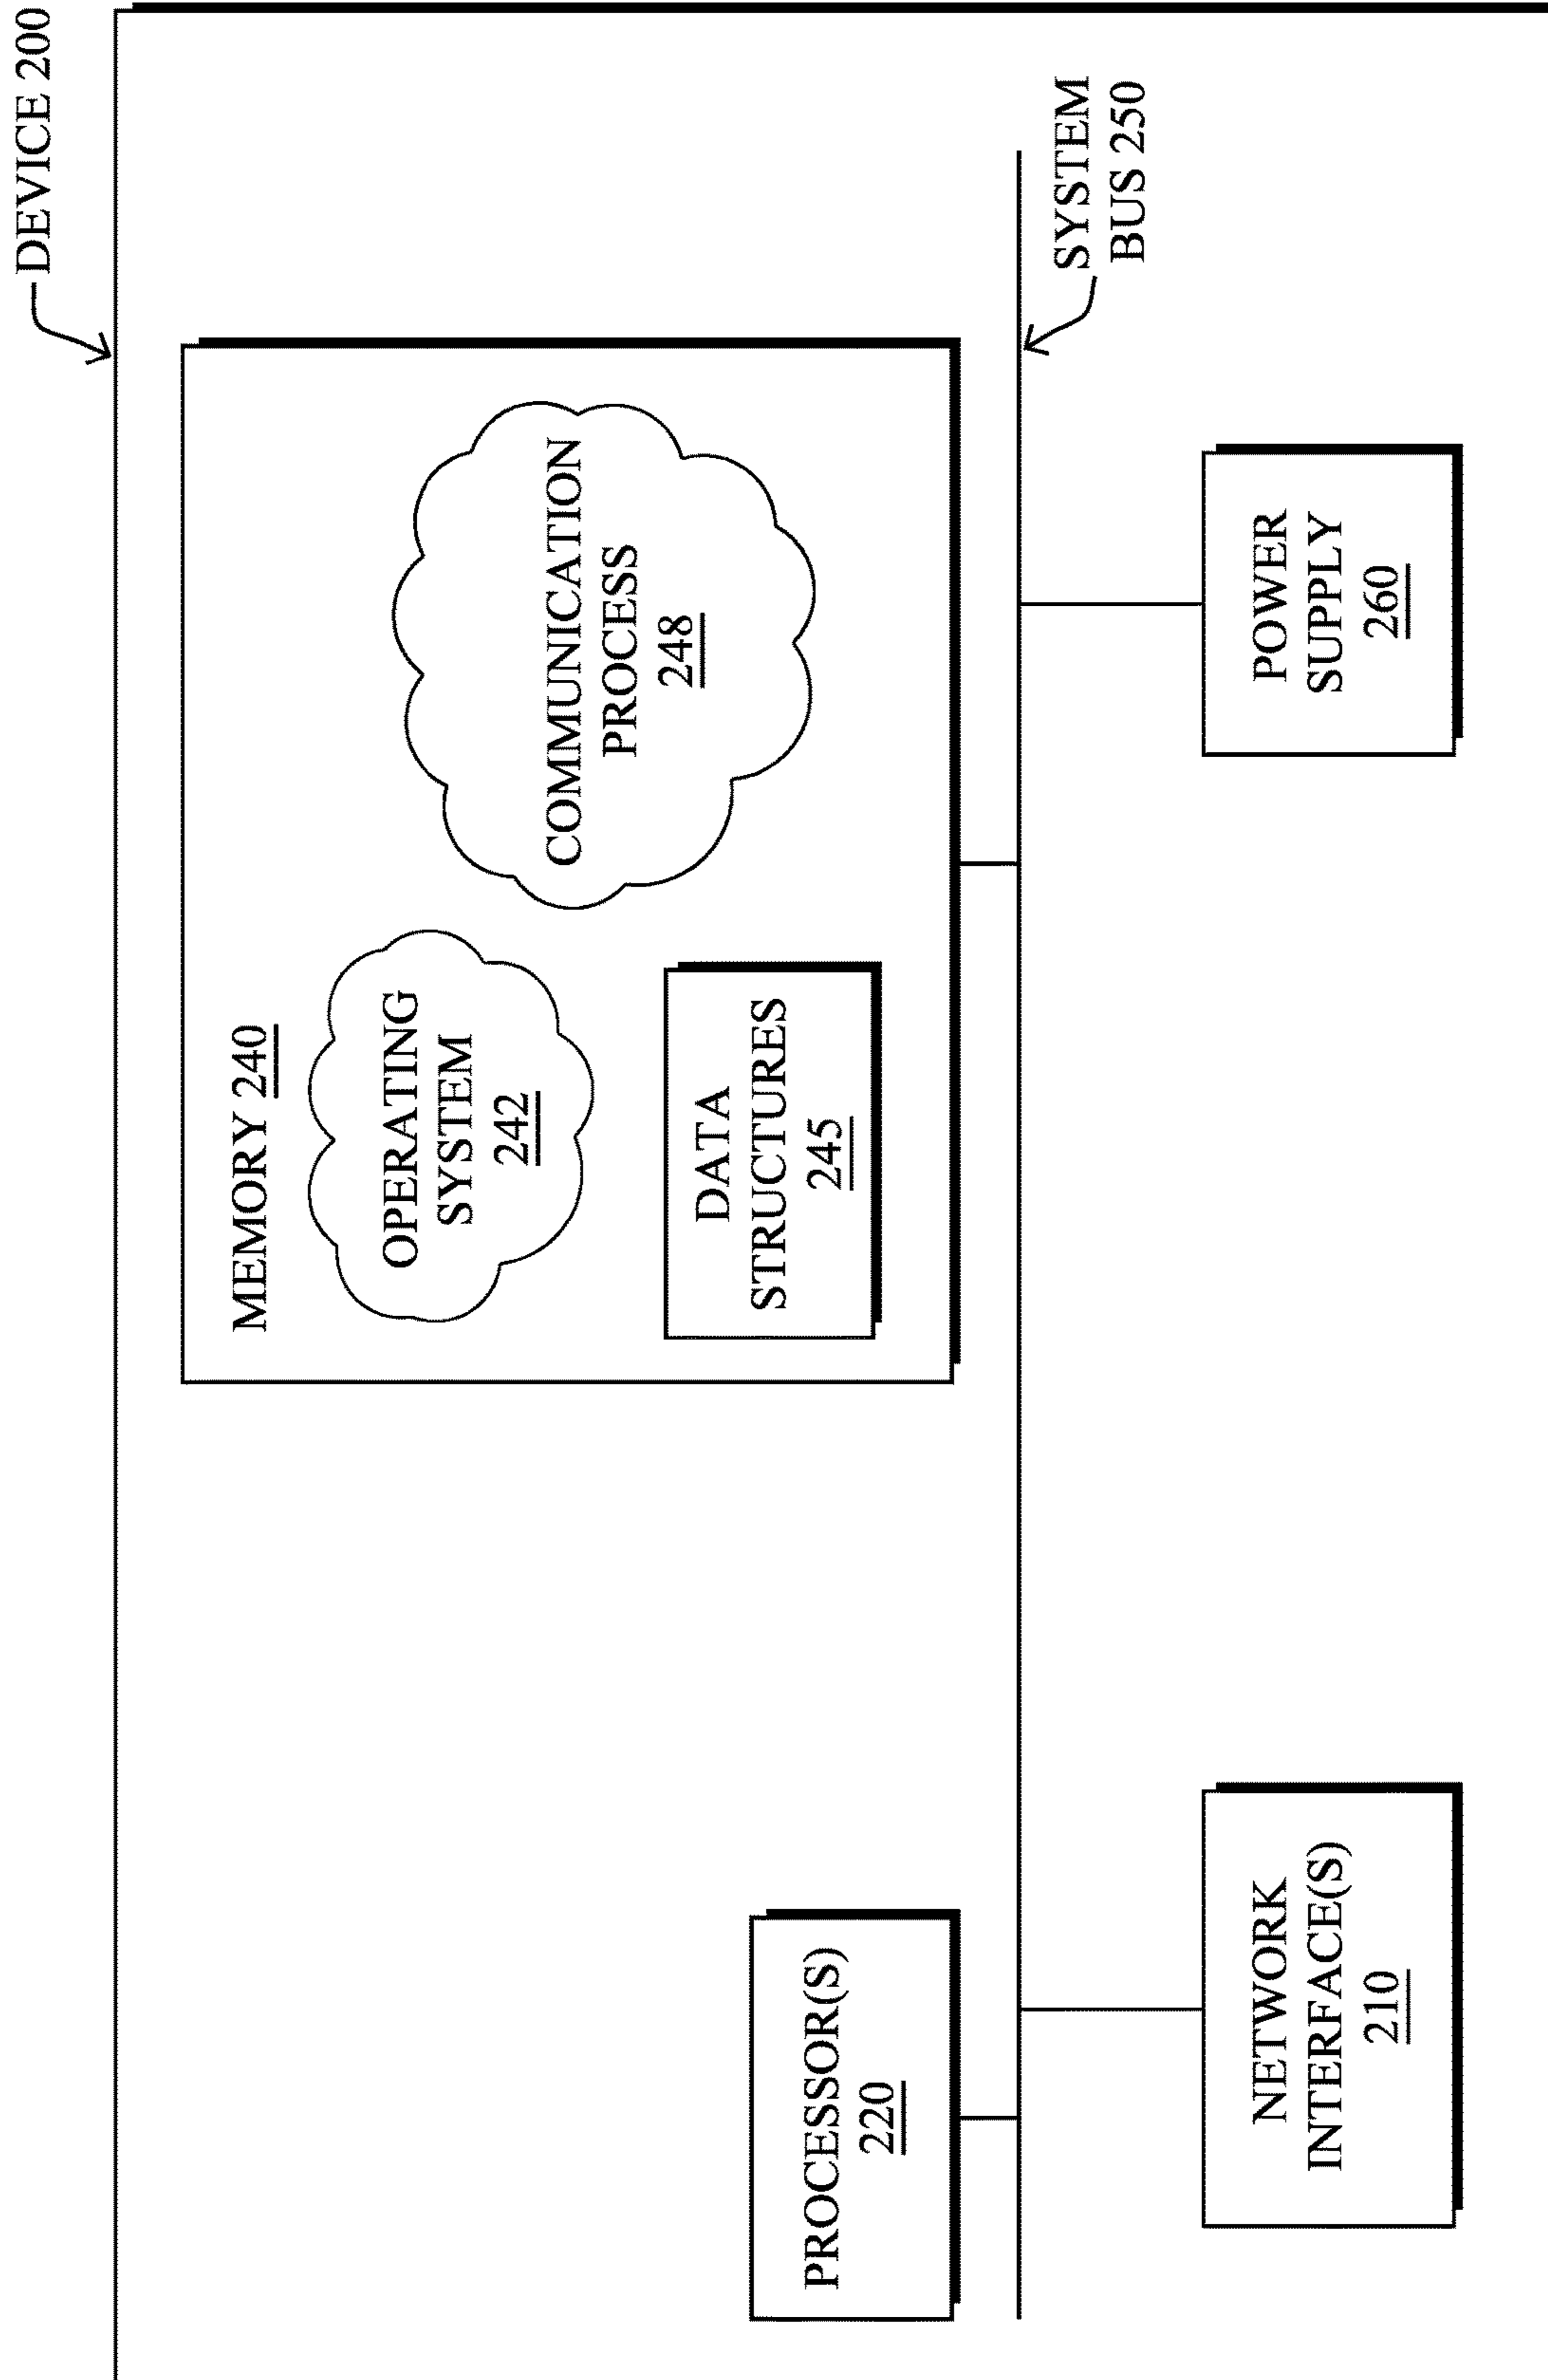 DEVICE 200
MEMORY 240
OPERATING
SYSTEM
242
COMMUNICATION
PROCESS
248
DATA
STRUCTURES
245
PROCESSOR(S)
220
SYSTEM
BUS 250
NETWORK
INTERFACE(S)
210
POWER
SUPPLY
260